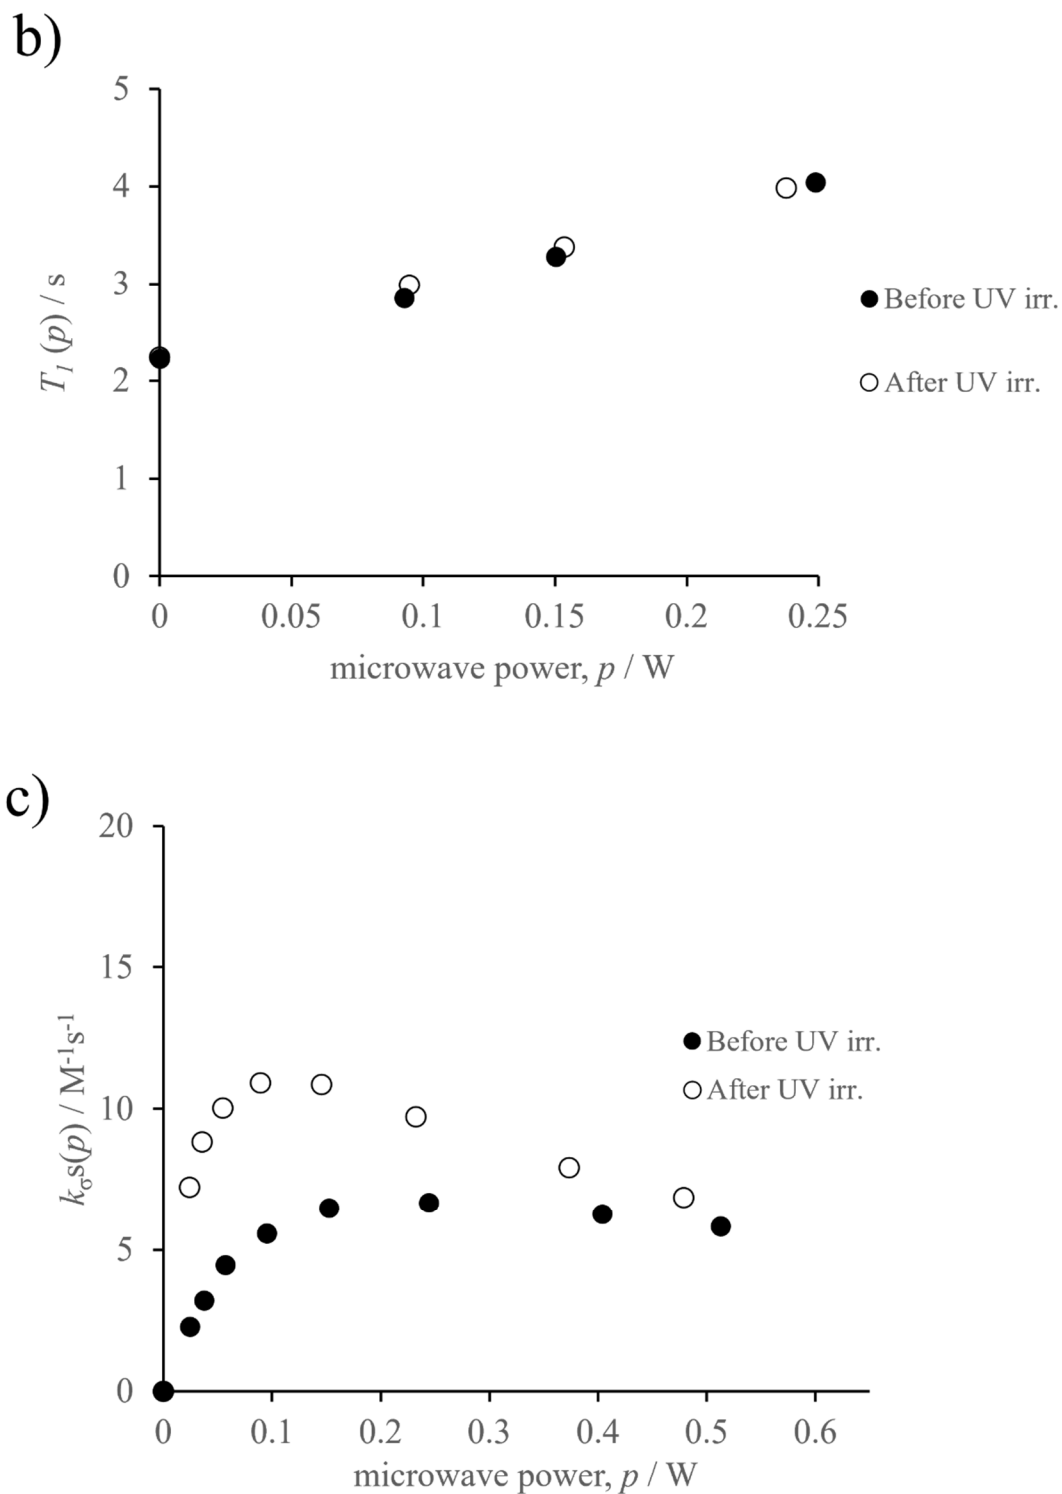 b)
5
4
3
2
1
0
T1 (p) / s
0 0.05 0.1 0.15 0.2 0.25
microwave power, p / W
Before UV irr.
After UV irr.
c)
20
15
10
5
0
kσs(p) / M-1s-1
0 0.1 0.2 0.3 0.4 0.5 0.6
microwave power, p / W
Before UV irr.
After UV irr.